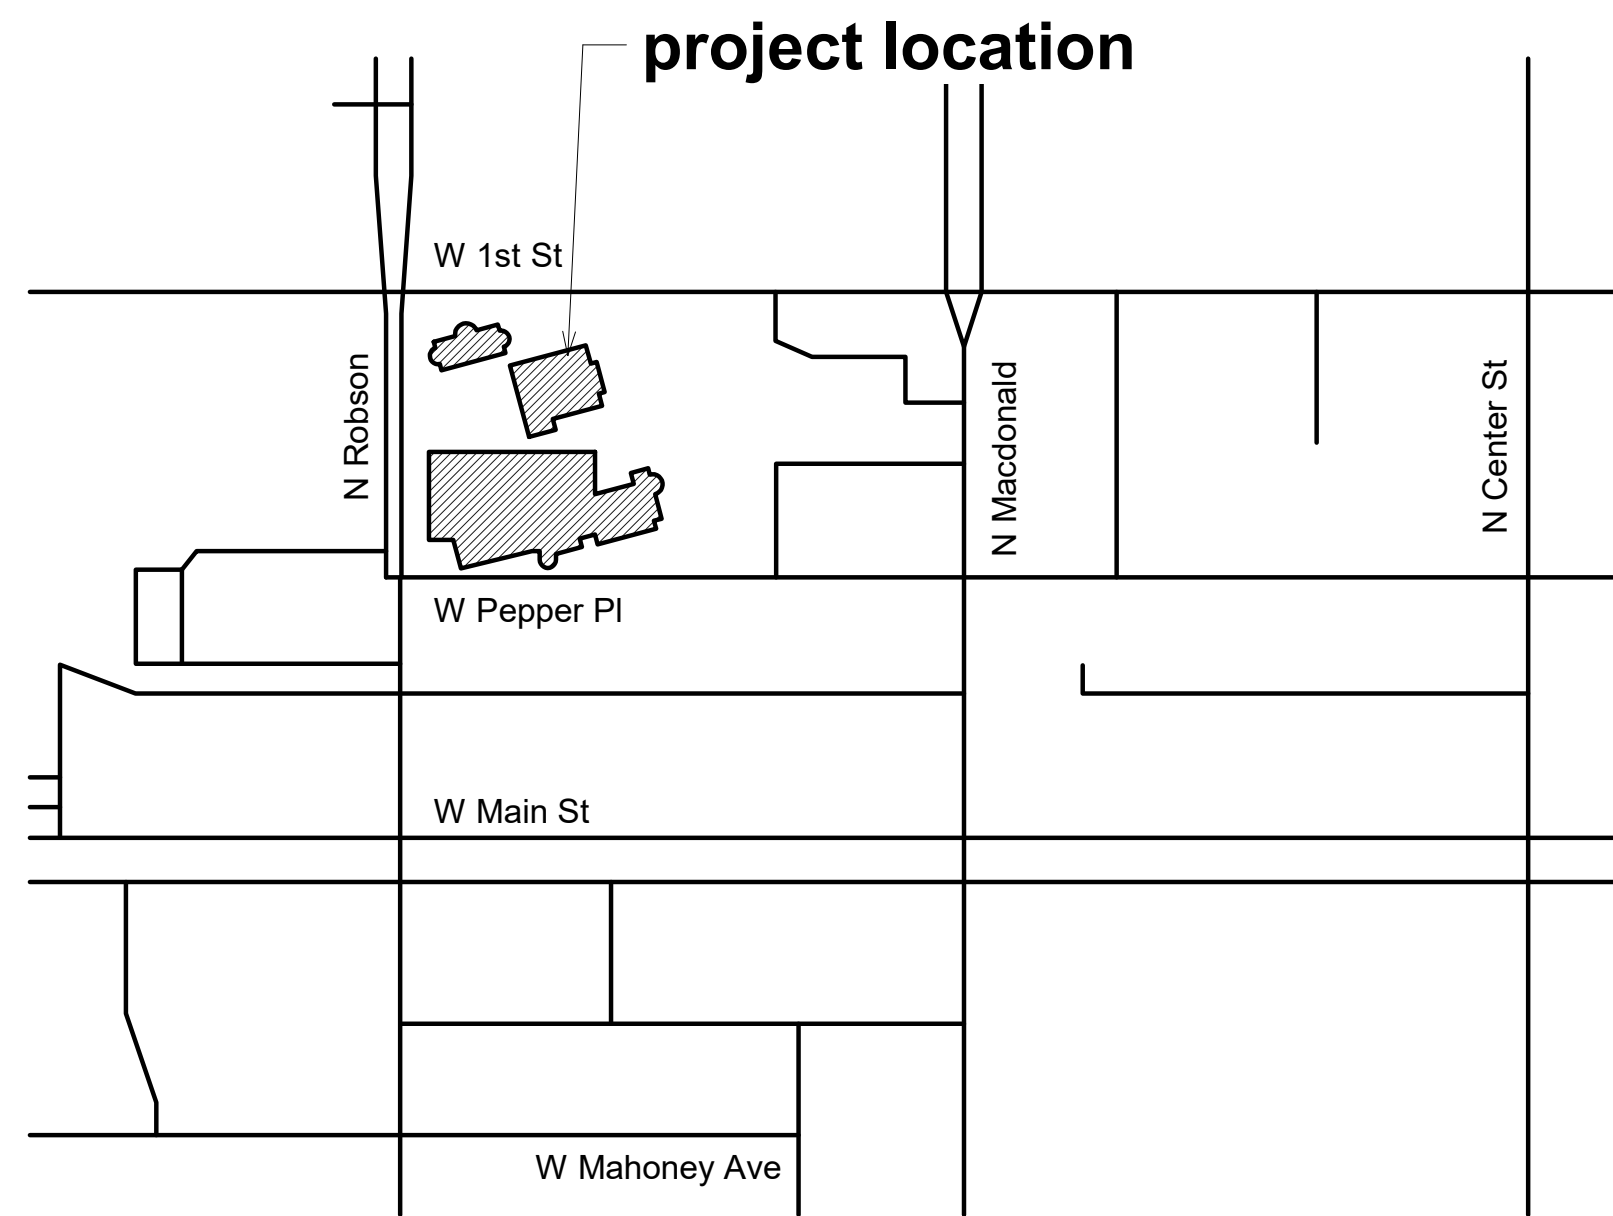 project location
W 1st St
N Robson
N Macdonald
N Center St
W Pepper Pl
W Main St
W Mahoney Ave